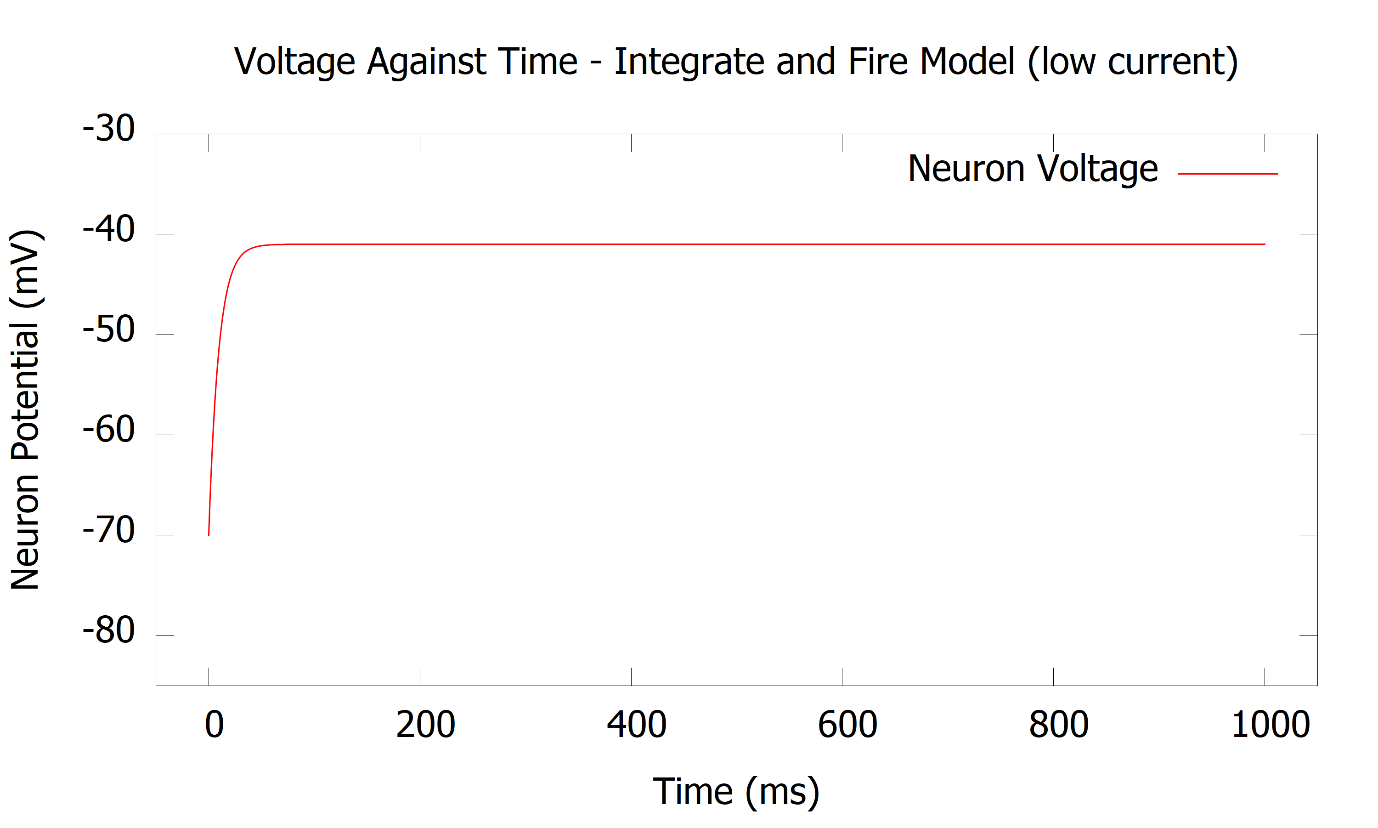 Voltage Against Time - Integrate and Fire Model (low current)
-30
Neuron Voltage
-40
-50
-60
-70
-80
Neuron Potential (mV)
0 200 400 600 800 1000
Time (ms)